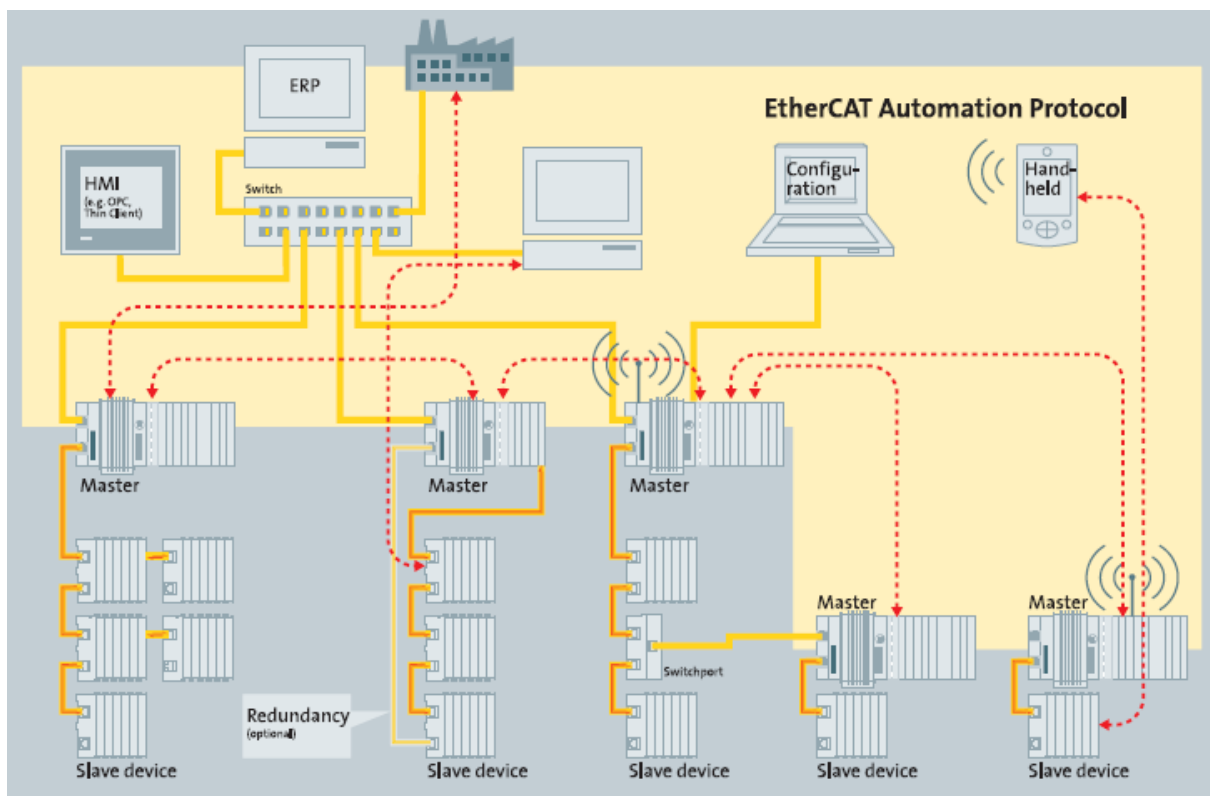 ERP
EtherCAT Automation Protocol
HMI
(e.g. OPC,
Thin Client)
Switch
Configu-
ration
Hand-
held
Master
Master
Master
Master
Master
Switchport
Redundancy
(optional)
Slave device
Slave device
Slave device
Slave device
Slave device